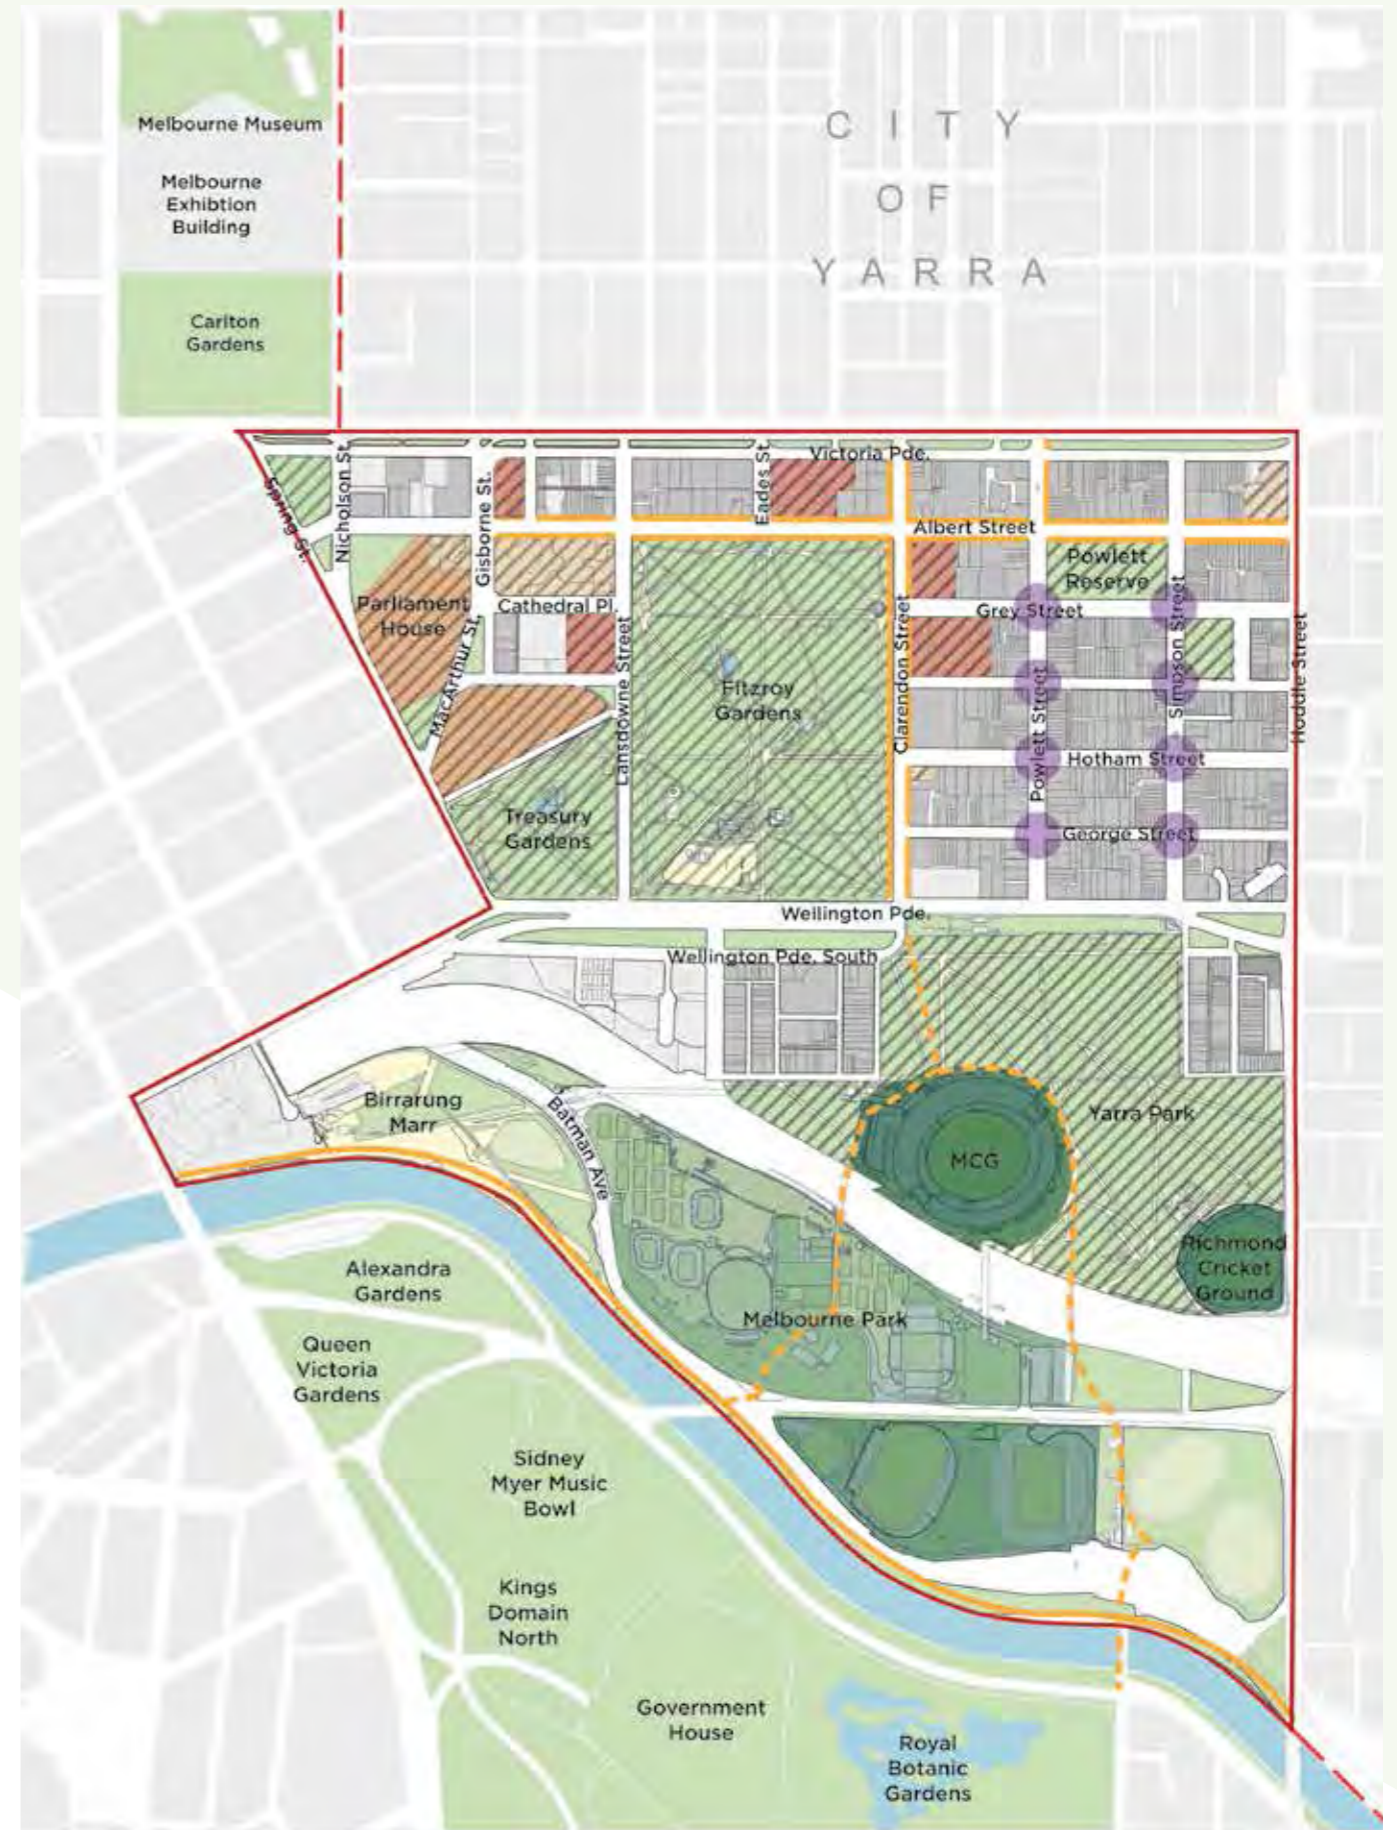 Melbourne Museum
Melbourne
Exhibtion
Building
Carlton
Gardens
CITY
OF
YARRA
Spring St.
Nicholson St.
Gisborne St.
Eades St.
Victoria Pde.
Albert Street
Powlett
Reserve
Parliament
House
MacArthur St.
Cathedral Pl.
Lansdowne Street
Fitzroy
Gardens
Clarendon Street
Grey Street
Powlett Street
Simpson Street
Hoddle Street
Hotham Street
George Street
Treasury
Gardens
Wellington Pde.
Wellington Pde. South
Birrarung
Marr
Batman Ave
MCG
Yarra Park
Richmond
Cricket
Ground
Melbourne Park
Alexandra
Gardens
Queen
Victoria
Gardens
Sidney
Myer Music
Bowl
Kings
Domain
North
Government
House
Royal
Botanic
Gardens